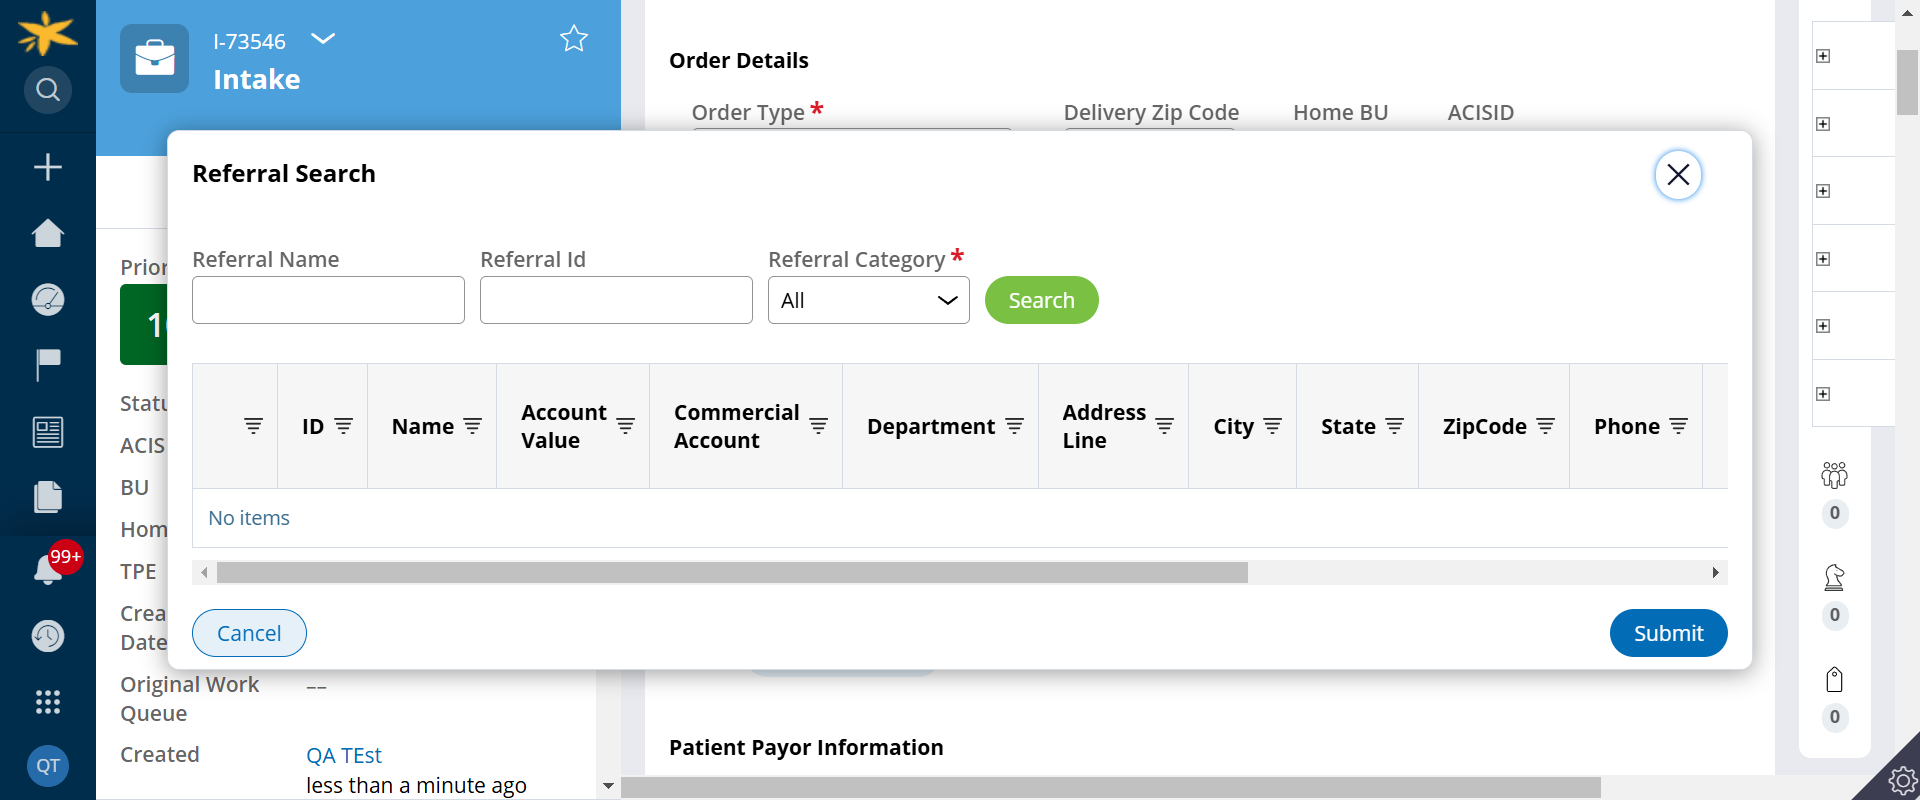 I-73546
Intake
Order Details
Order Type *
Delivery Zip Code
Home BU
ACISID
Referral Search
Referral Name
Referral Id
Referral Category *
All
Search
ID
Name
Account Value
Commercial Account
Department
Address Line
City
State
ZipCode
Phone
No items
Cancel
Submit
Prior
1
Statu
ACIS
BU
Hom
TPE
Crea
Date
Original Work
Queue
--
Created
QA TEst
less than a minute ago
Patient Payor Information
99+
QT
0
0
0